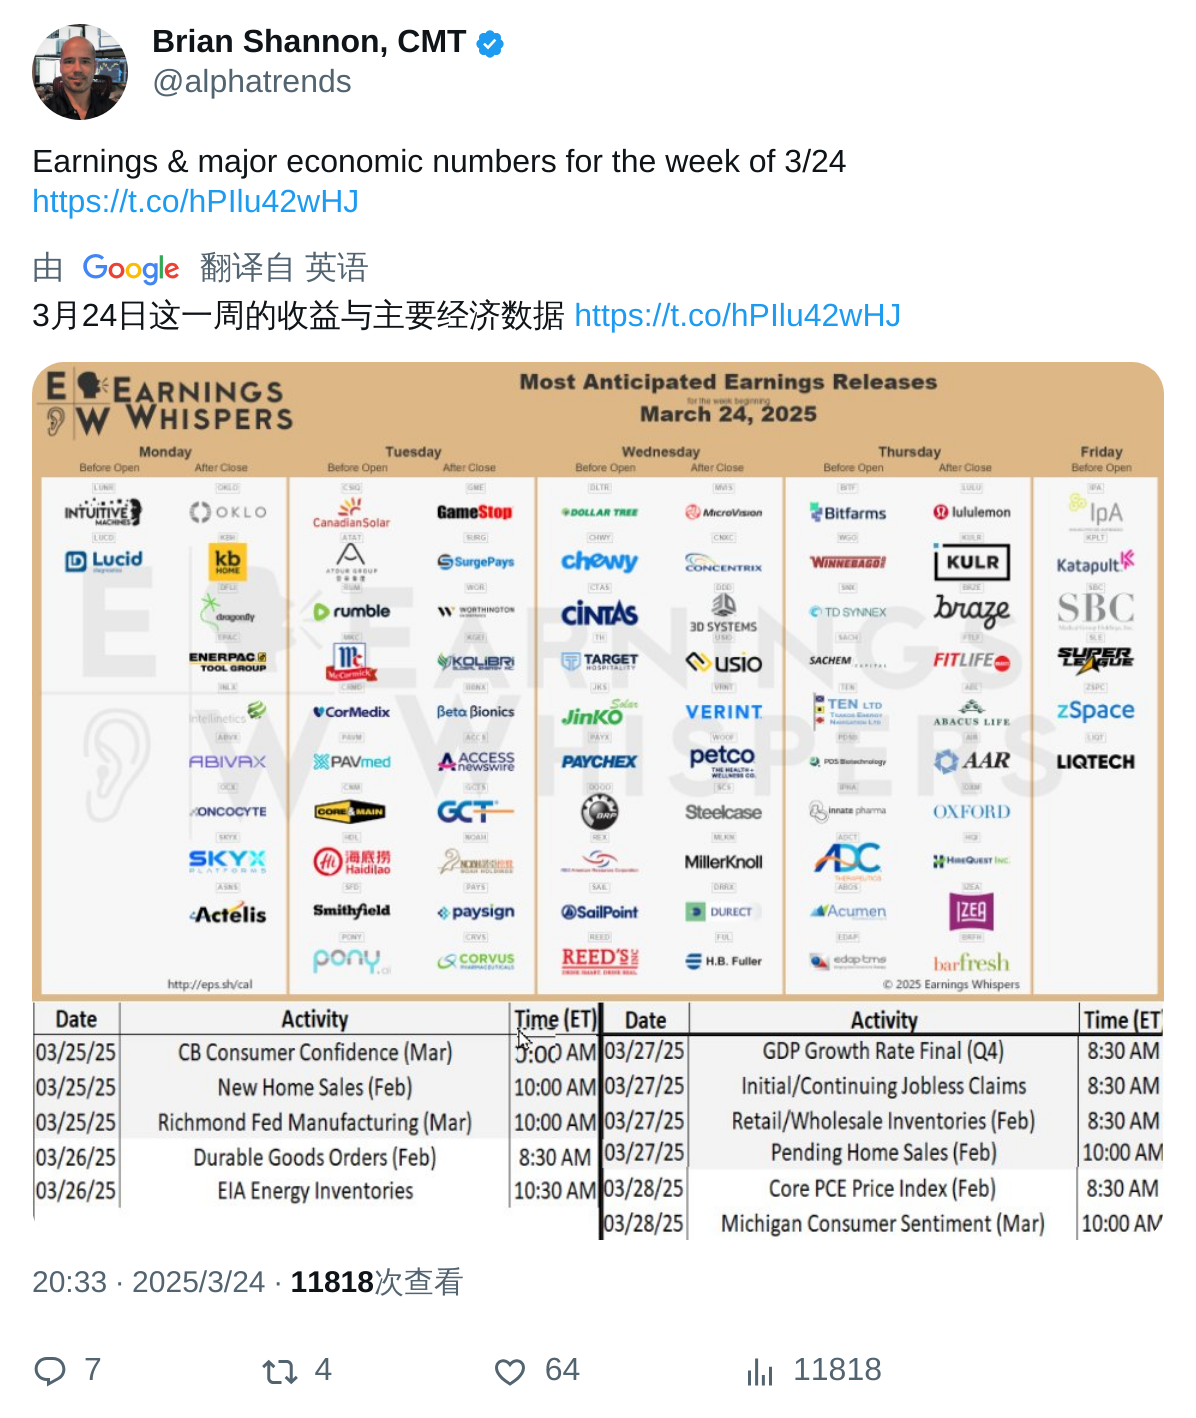 Brian Shannon, CMT
@alphatrends
Earnings & major economic numbers for the week of 3/24
https://t.co/hPIlu42wHJ
由 Google 翻译自 英语
3月24日这一周的收益与主要经济数据 https://t.co/hPIlu42wHJ
EARNINGS WHISPERS
Most Anticipated Earnings Releases
for the week beginning
March 24, 2025
Monday Tuesday Wednesday Thursday Friday
Before Open After Close Before Open After Close Before Open After Close Before Open After Close Before Open
LUNR OKLO CSIQ GME DLTR MVIS BITF LULU IPA
INTUITIVE MACHINES OKLO CanadianSolar GameStop DOLLAR TREE MicroVision Bitfarms lululemon IpA
LUCD KBH ATAT SURG CHWY CNXC WGO KULR KPLT
Lucid diagnostics kb HOME ATOUR GROUP SurgePays chewy CONCENTRIX WINNEBAGO KULR Katapult
DFLI RUM WOR CTAS DDD SNX BRZE SBC
dragonfly rumble WORTHINGTON CINTAS 3D SYSTEMS TD SYNNEX braze SBC
EPAC MKC KGEI TH USIO SACH FTLF SLE
ENERPAC TOOL GROUP McCormick KOLIBRI GLOBAL ENERGY INC TARGET HOSPITALITY usio SACHEM CAPITAL FITLIFE SUPER LEAGUE
INLX CRMD BBNX JKS VRNT TEN ABL ZSPC
Intellinetics CorMedix Beta Bionics JinKO Solar VERINT TEN LTD ABACUS LIFE zSpace
ABVX PAVM ACCS PAYX WOOF PDSB AIR LIQT
ABIVAX PAVmed ACCESS newswire PAYCHEX petco THE HEALTH + WELLNESS CO. PDS Biotechnology AAR LIQTECH
OCX CNM GCTS DOOO SCS IPHA OXM
ONCOCYTE CORE & MAIN GCT BRP Steelcase innate pharma OXFORD
SKYX HDL NOAH REX MLKN ADCT HQI
SKYX PLATFORMS 海底捞 Haidilao NOAH HOLDINGS REX American Resources Corporation MillerKnoll ADC THERAPEUTICS HIREQUEST INC.
ASNS SFD PAYS SAIL DRRX ABOS IZEA
Actelis Smithfield paysign SailPoint DURECT Acumen IZEA
PONY CRVS REED FUL EDAP BRFH
pony.ai CORVUS PHARMACEUTICALS REED'S INC H.B. Fuller edap tms barfresh
http://eps.sh/cal © 2025 Earnings Whispers
Date Activity Time (ET) Date Activity Time (ET
03/25/25 CB Consumer Confidence (Mar) AM 03/27/25 GDP Growth Rate Final (Q4) 8:30 AM
03/25/25 New Home Sales (Feb) 10:00 AM 03/27/25 Initial/Continuing Jobless Claims 8:30 AM
03/25/25 Richmond Fed Manufacturing (Mar) 10:00 AM 03/27/25 Retail/Wholesale Inventories (Feb) 8:30 AM
03/26/25 Durable Goods Orders (Feb) 8:30 AM 03/27/25 Pending Home Sales (Feb) 10:00 AM
03/26/25 EIA Energy Inventories 10:30 AM 03/28/25 Core PCE Price Index (Feb) 8:30 AM
03/28/25 Michigan Consumer Sentiment (Mar) 10:00 AM
20:33 · 2025/3/24 · 11818次查看
7 4 64 11818